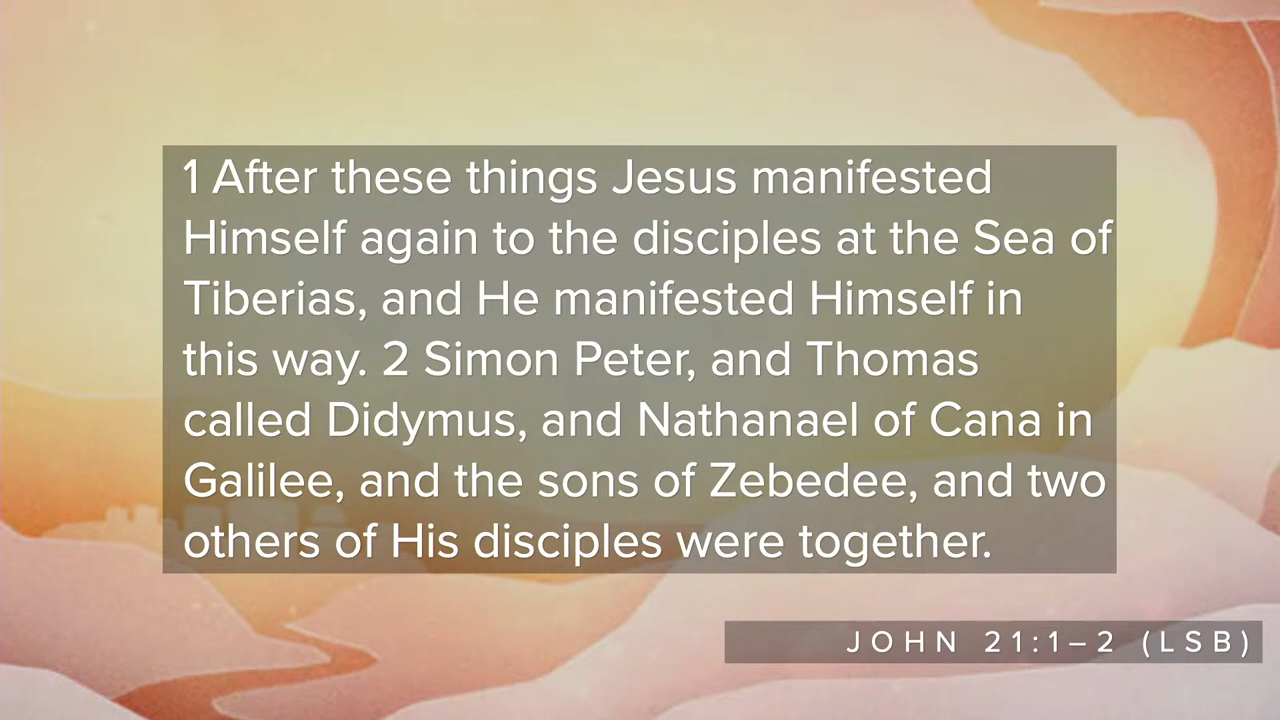 1 After these things Jesus manifested
Himself again to the disciples at the Sea of
Tiberias, and He manifested Himself in
this way. 2 Simon Peter, and Thomas
called Didymus, and Nathanael of Cana in
Galilee, and the sons of Zebedee, and two
others of His disciples were together.
JOHN 21:1–2 (LSB)